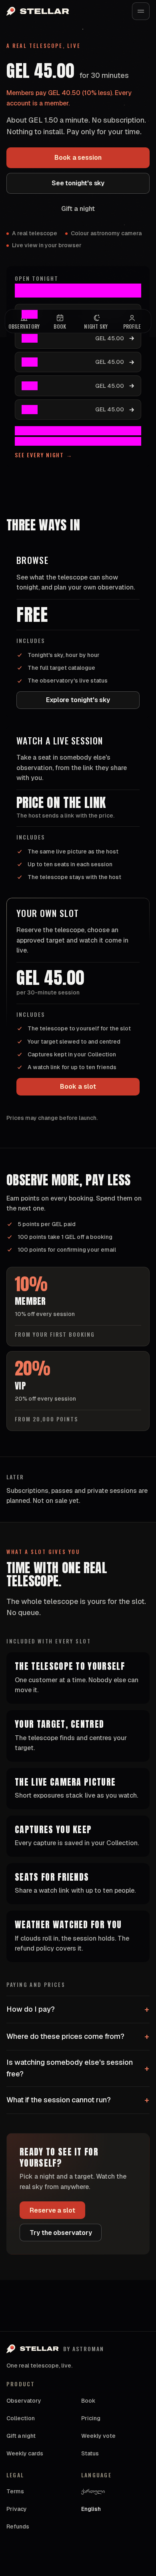 STELLAR
A REAL TELESCOPE, LIVE
GEL 45.00 for 30 minutes
Members pay GEL 40.50 (10% less). Every
account is a member.
About GEL 1.50 a minute. No subscription.
Nothing to install. Pay only for your time.
Book a session
See tonight's sky
Gift a night
A real telescope
Colour astronomy camera
Live view in your browser
OPEN TONIGHT
OBSERVATORY
BOOK
NIGHT SKY
PROFILE
GEL 45.00 →
GEL 45.00 →
GEL 45.00 →
GEL 45.00 →
SEE EVERY NIGHT →
THREE WAYS IN
BROWSE
See what the telescope can show
tonight, and plan your own observation.
FREE
INCLUDES
Tonight's sky, hour by hour
The full target catalogue
The observatory's live status
Explore tonight's sky
WATCH A LIVE SESSION
Take a seat in somebody else's
observation, from the link they share
with you.
PRICE ON THE LINK
The host sends a link with the price.
INCLUDES
The same live picture as the host
Up to ten seats in each session
The telescope stays with the host
YOUR OWN SLOT
Reserve the telescope, choose an
approved target and watch it come in
live.
GEL 45.00
per 30-minute session
INCLUDES
The telescope to yourself for the slot
Your target slewed to and centred
Captures kept in your Collection
A watch link for up to ten friends
Book a slot
Prices may change before launch.
OBSERVE MORE, PAY LESS
Earn points on every booking. Spend them on
the next one.
5 points per GEL paid
100 points take 1 GEL off a booking
100 points for confirming your email
10%
MEMBER
10% off every session
FROM YOUR FIRST BOOKING
20%
VIP
20% off every session
FROM 20,000 POINTS
LATER
Subscriptions, passes and private sessions are
planned. Not on sale yet.
WHAT A SLOT GIVES YOU
TIME WITH ONE REAL
TELESCOPE.
The whole telescope is yours for the slot.
No queue.
INCLUDED WITH EVERY SLOT
THE TELESCOPE TO YOURSELF
One customer at a time. Nobody else can
move it.
YOUR TARGET, CENTRED
The telescope finds and centres your
target.
THE LIVE CAMERA PICTURE
Short exposures stack live as you watch.
CAPTURES YOU KEEP
Every capture is saved in your Collection.
SEATS FOR FRIENDS
Share a watch link with up to ten people.
WEATHER WATCHED FOR YOU
If clouds roll in, the session holds. The
refund policy covers it.
PAYING AND PRICES
How do I pay? +
Where do these prices come from? +
Is watching somebody else's session
free? +
What if the session cannot run? +
READY TO SEE IT FOR
YOURSELF?
Pick a night and a target. Watch the
real sky from anywhere.
Reserve a slot
Try the observatory
STELLAR BY ASTROMAN
One real telescope, live.
PRODUCT
Observatory
Book
Collection
Pricing
Gift a night
Weekly vote
Weekly cards
Status
LEGAL
LANGUAGE
Terms
ქართული
Privacy
English
Refunds